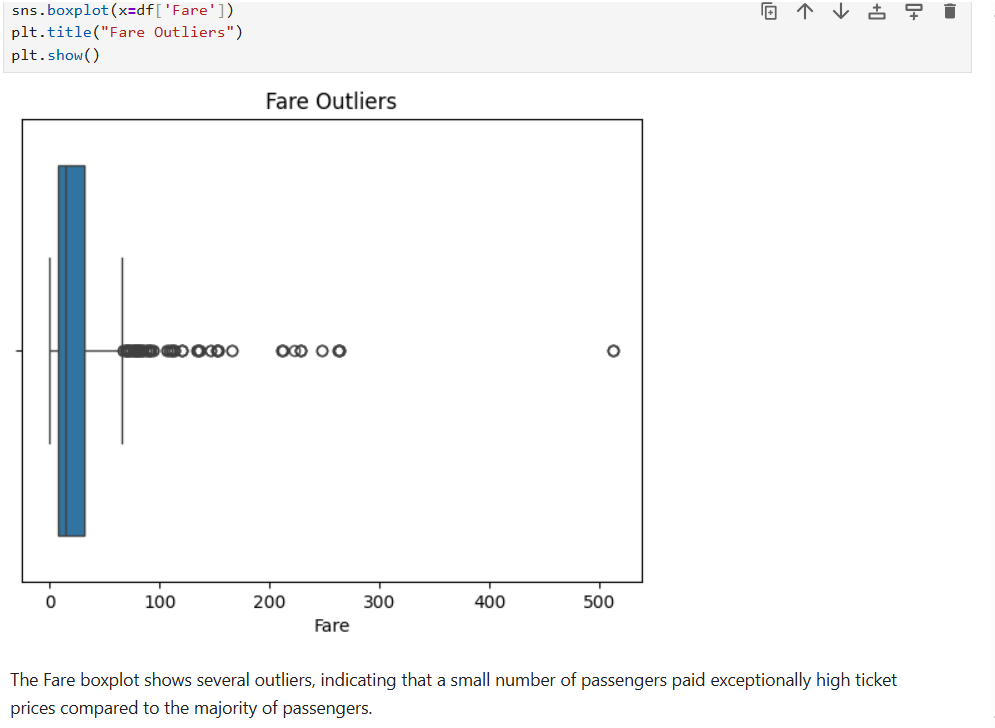 sns.boxplot(x=df['Fare'])
plt.title("Fare Outliers")
plt.show()
Fare Outliers
0 100 200 300 400 500
Fare
The Fare boxplot shows several outliers, indicating that a small number of passengers paid exceptionally high ticket
prices compared to the majority of passengers.